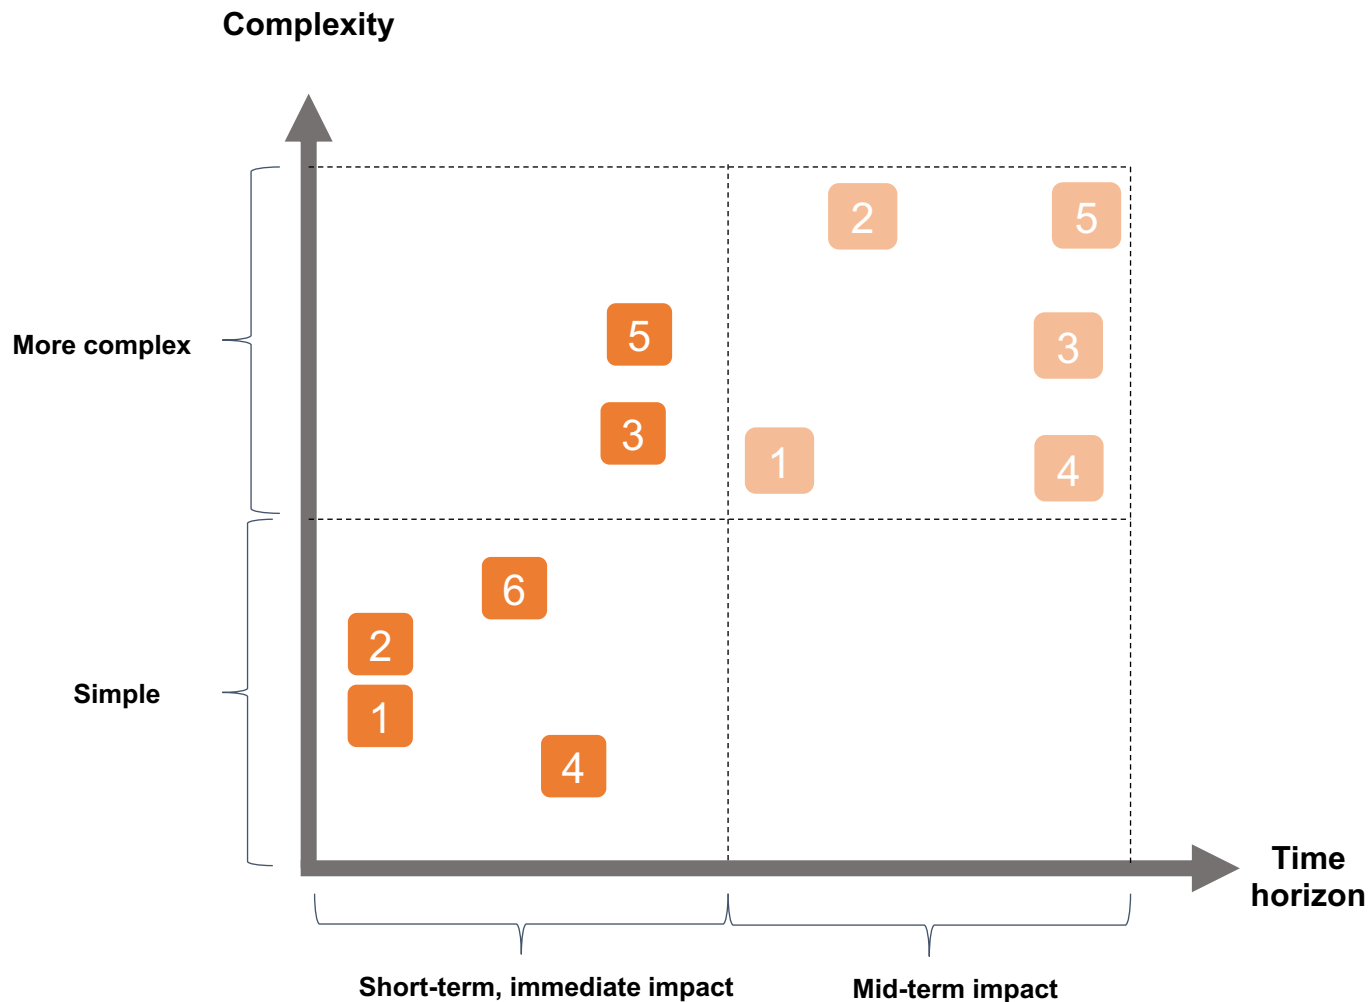 Complexity
2
5
5
3
More complex
3
1
4
6
2
Simple
1
4
Time
horizon
Short-term, immediate impact
Mid-term impact